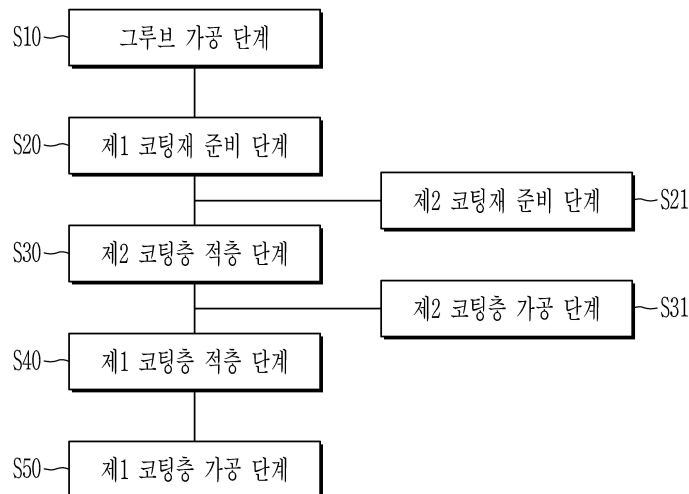 S10
그루브 가공 단계
S20
제1 코팅재 준비 단계
제2 코팅재 준비 단계
S21
S30
제2 코팅층 적층 단계
제2 코팅층 가공 단계
S31
S40
제1 코팅층 적층 단계
S50
제1 코팅층 가공 단계